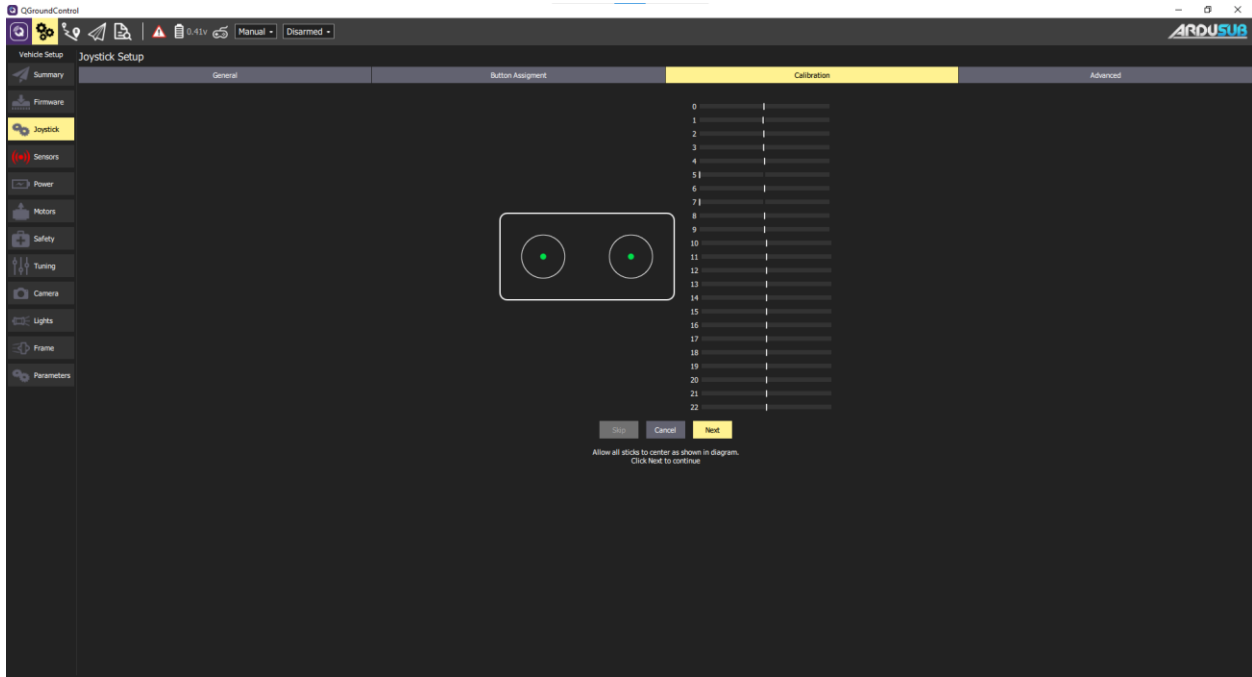 QGroundControl
0.41v Manual Disarmed ARDUSUB
Vehicle Setup
Joystick Setup
Summary
Firmware
Joystick
Sensors
Power
Motors
Safety
Tuning
Camera
Lights
Frame
Parameters
General Button Assigment Calibration Advanced
0
1
2
3
4
5
6
7
8
9
10
11
12
13
14
15
16
17
18
19
20
21
22
Skip Cancel Next
Allow all sticks to center as shown in diagram.
Click Next to continue